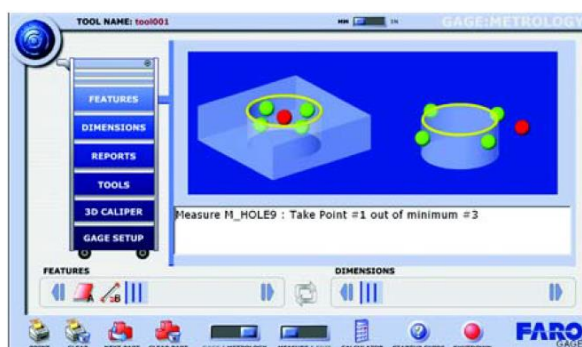 TOOL NAME: tool001
MM IN
GAGE:METROLOGY
FEATURES
DIMENSIONS
REPORTS
TOOLS
3D CALIPER
GAGE SETUP
Measure M_HOLE9 : Take Point #1 out of minimum #3
FEATURES
DIMENSIONS
A
B
FARO
GAGE